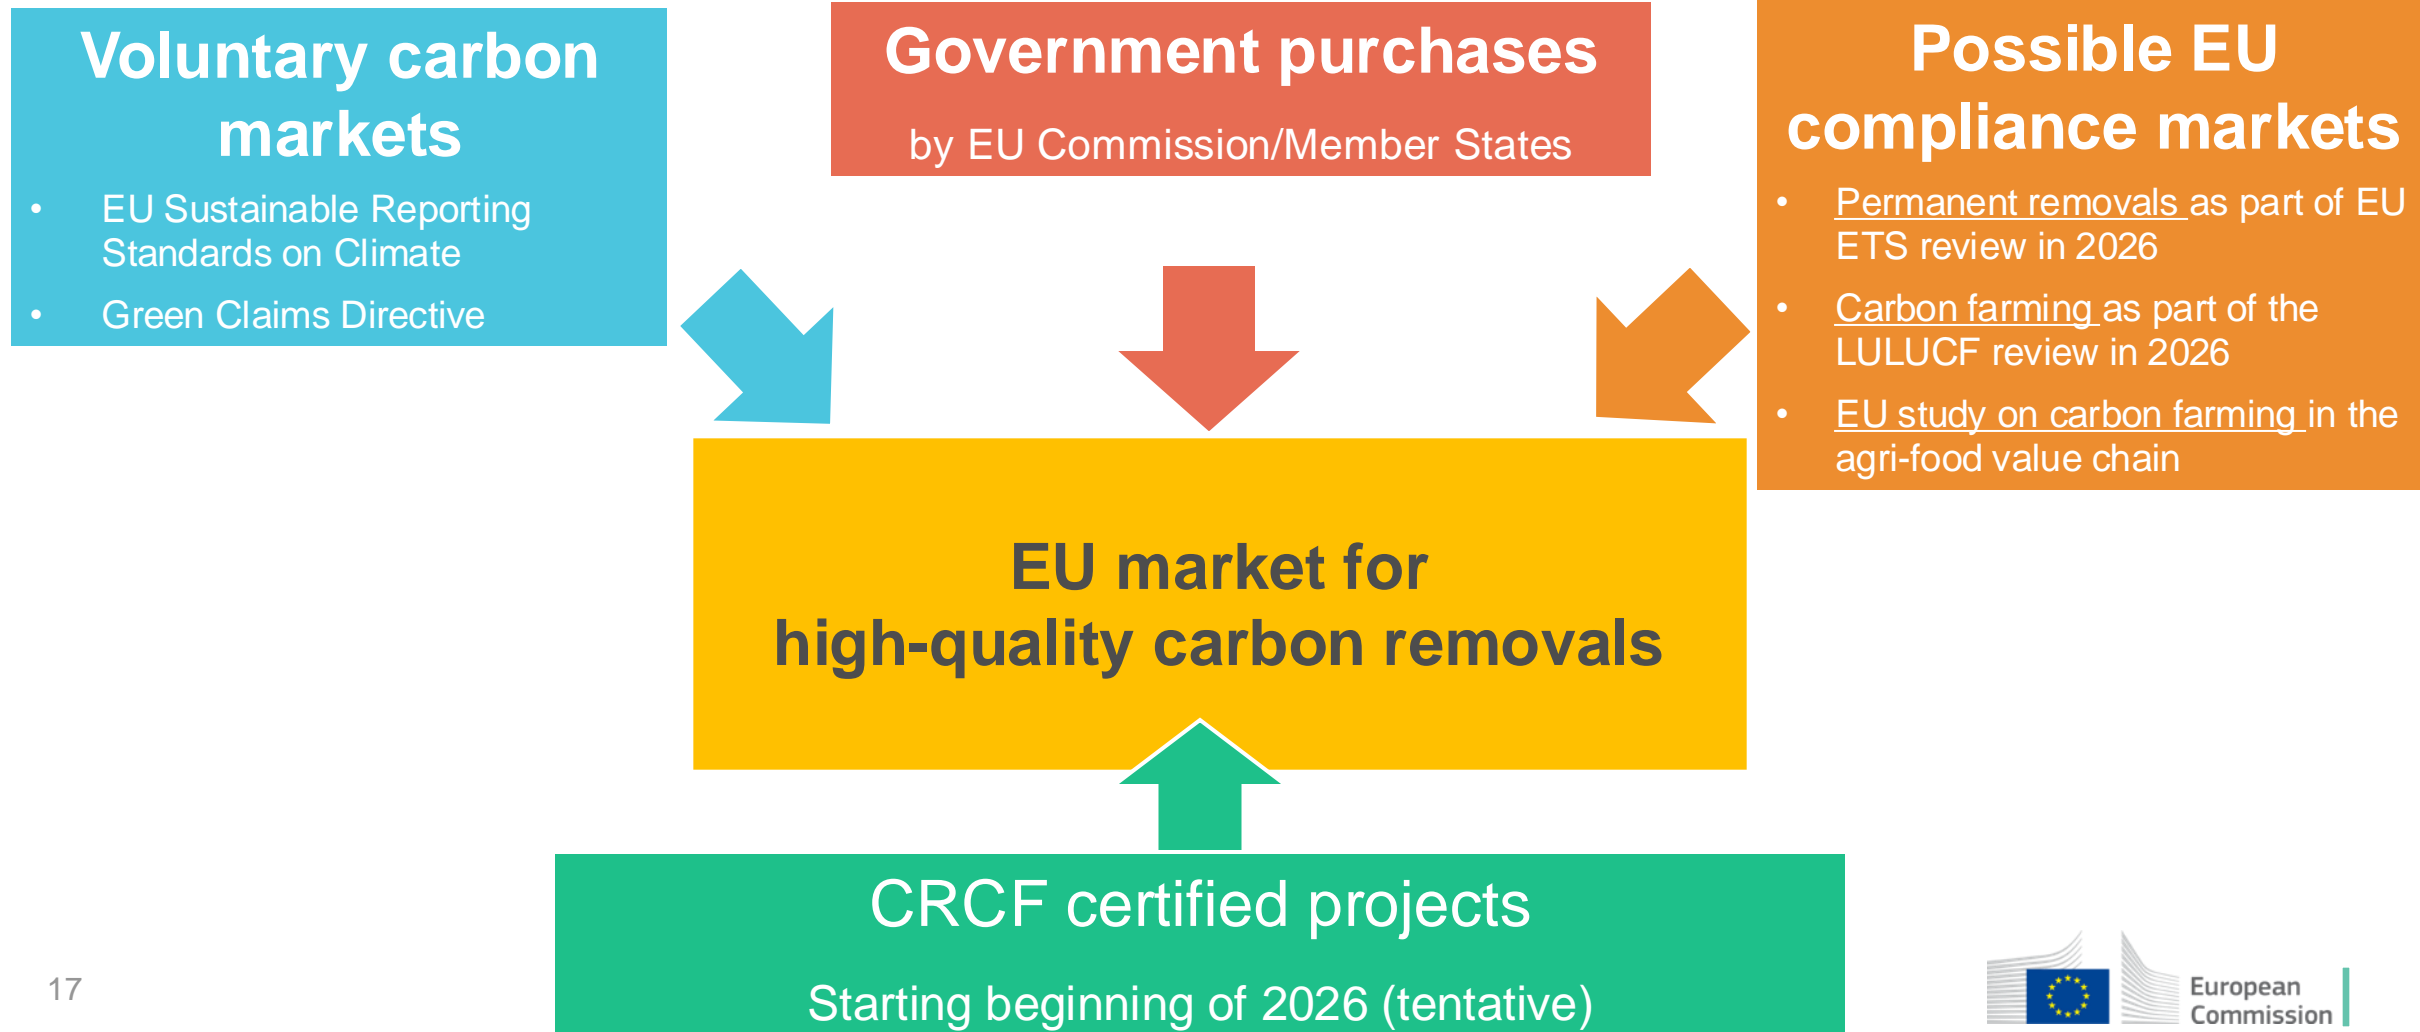 Voluntary carbon
markets
• EU Sustainable Reporting
Standards on Climate
• Green Claims Directive
Government purchases
by EU Commission/Member States
Possible EU
compliance markets
• Permanent removals as part of EU
ETS review in 2026
• Carbon farming as part of the
LULUCF review in 2026
• EU study on carbon farming in the
agri-food value chain
EU market for
high-quality carbon removals
CRCF certified projects
Starting beginning of 2026 (tentative)
17
European
Commission